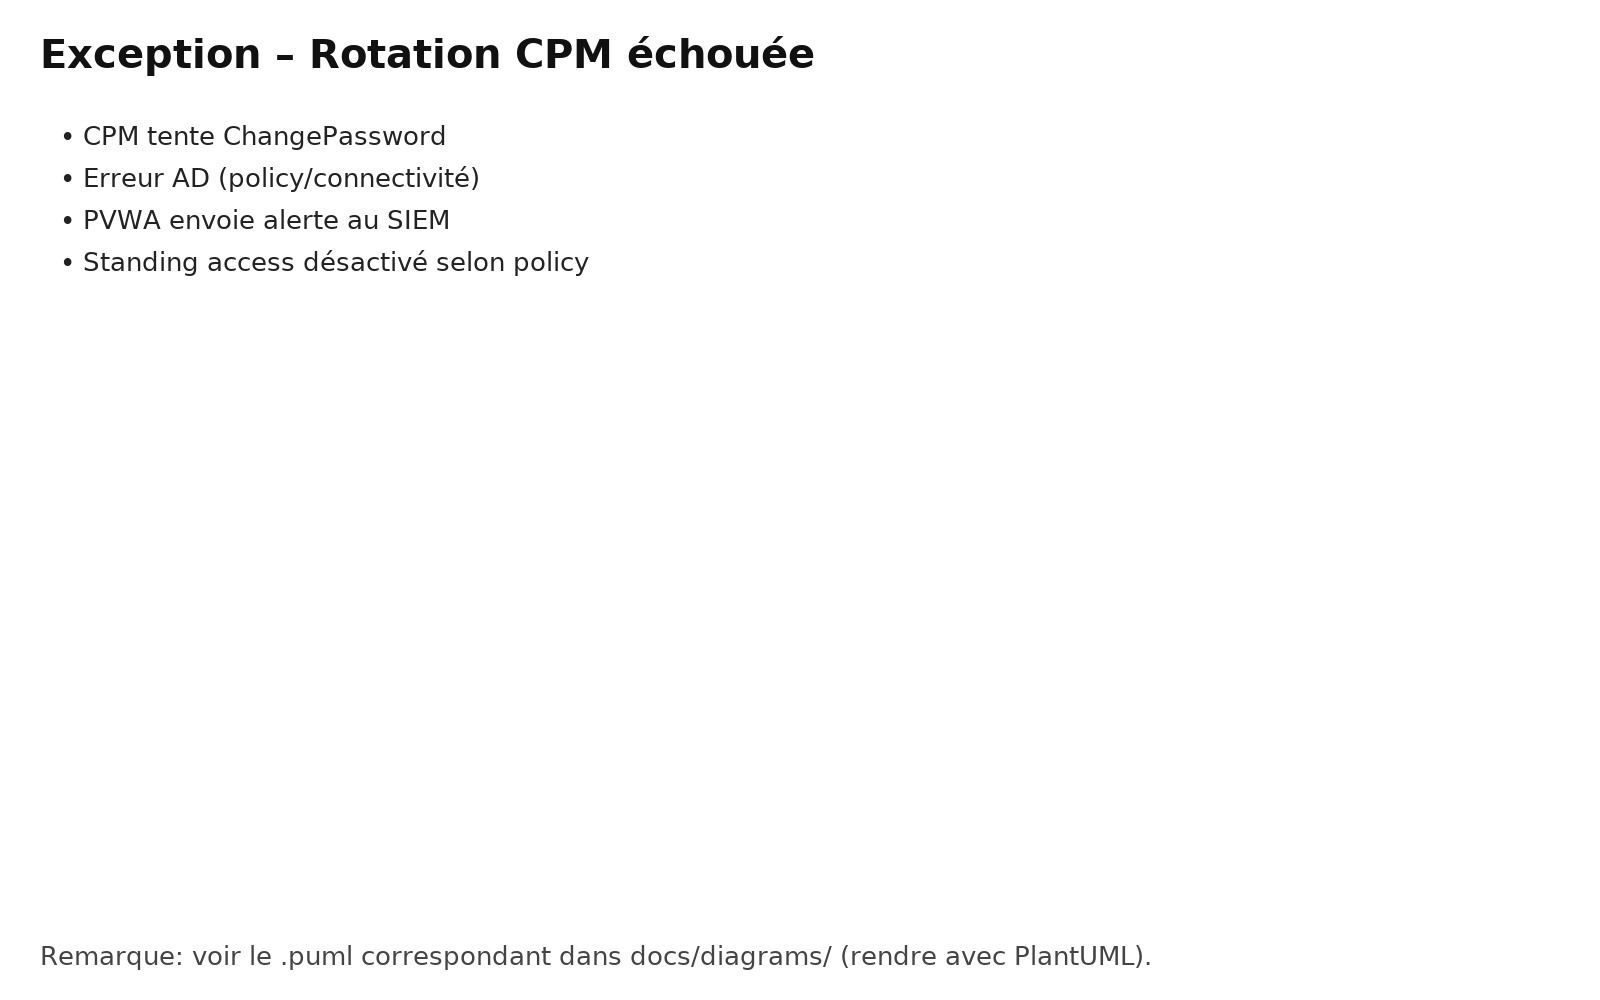 Exception – Rotation CPM échouée
• CPM tente ChangePassword
• Erreur AD (policy/connectivité)
• PVWA envoie alerte au SIEM
• Standing access désactivé selon policy
Remarque: voir le .puml correspondant dans docs/diagrams/ (rendre avec PlantUML).